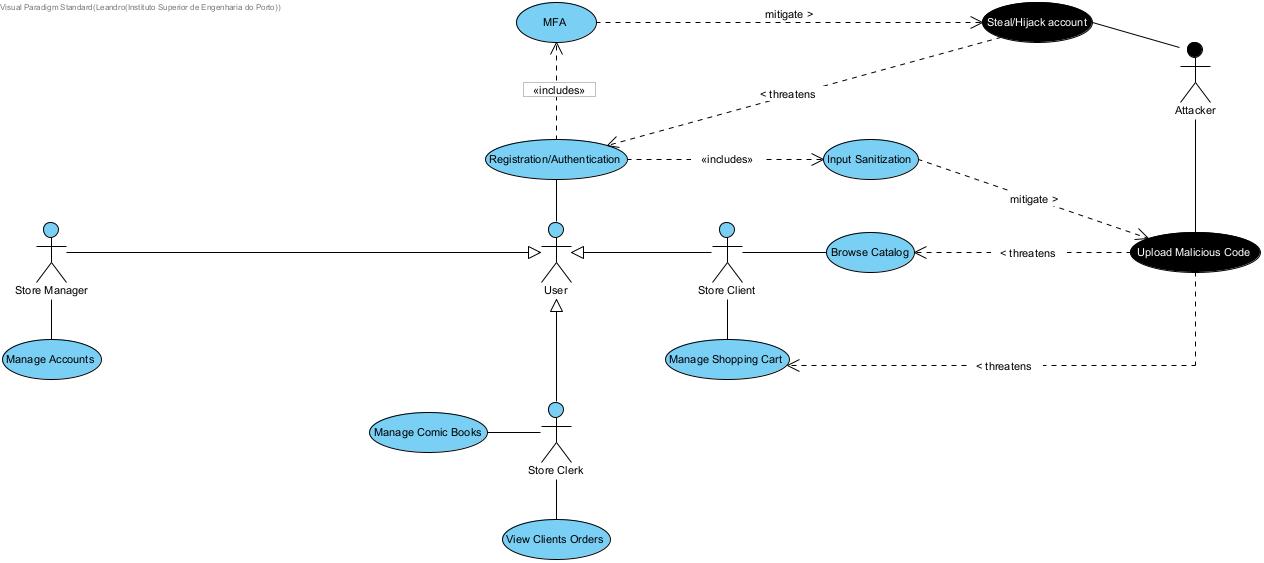 Visual Paradigm Standard(Leandro(Instituto Superior de Engenharia do Porto))
MFA
mitigate >
Steal/Hijack account
«includes»
< threatens
Attacker
Registration/Authentication
«includes»
Input Sanitization
mitigate >
Store Manager
User
Store Client
Browse Catalog
< threatens
Upload Malicious Code
Manage Accounts
Manage Shopping Cart
< threatens
Manage Comic Books
Store Clerk
View Clients Orders